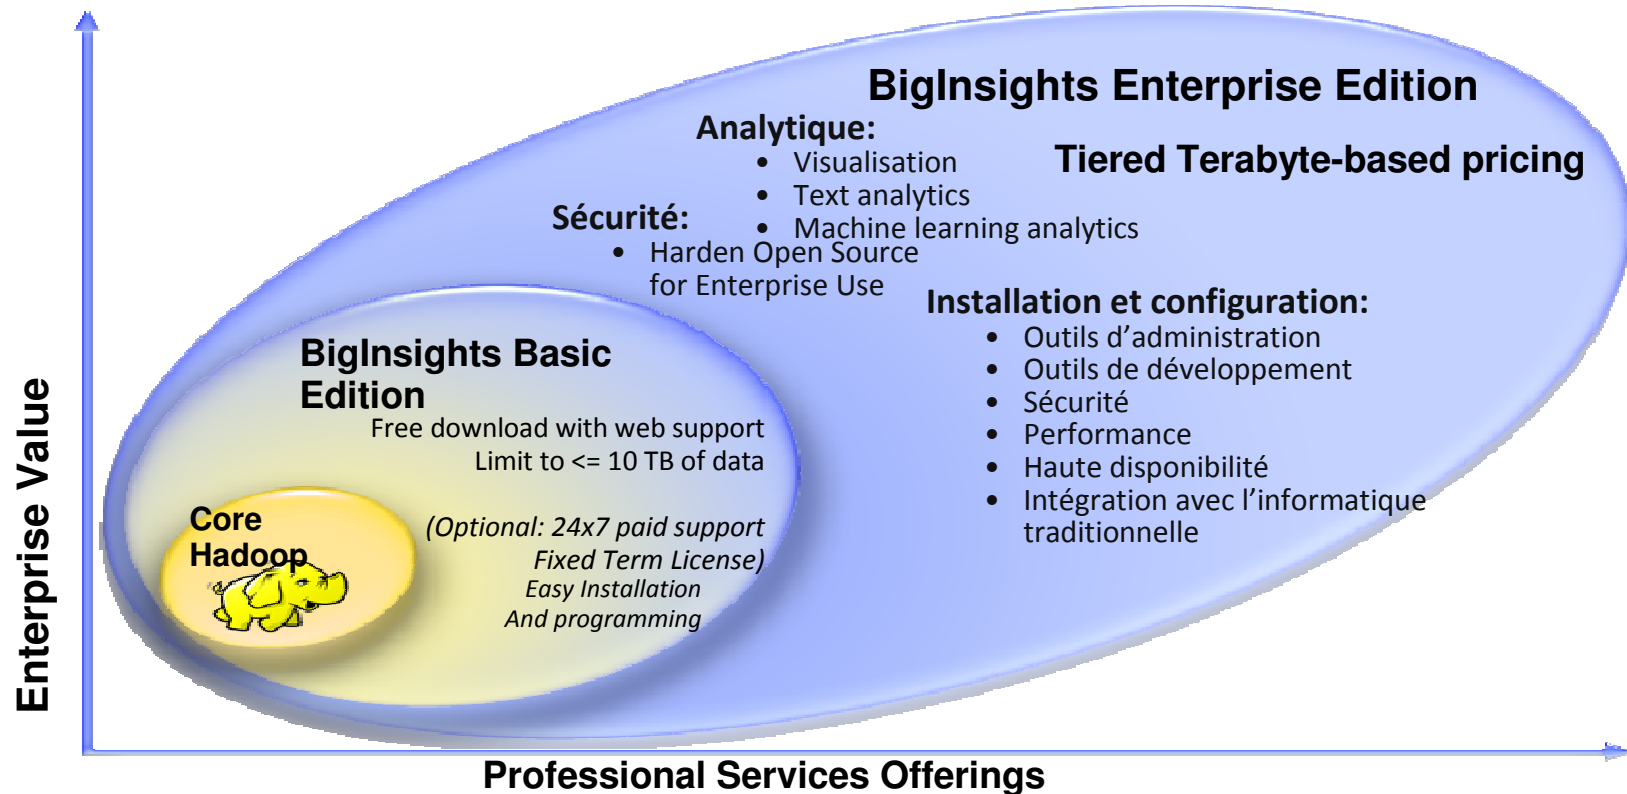 BigInsights Enterprise Edition
Tiered Terabyte-based pricing
Analytique:
• Visualisation
• Text analytics
• Machine learning analytics
Sécurité:
• Harden Open Source
for Enterprise Use
Installation et configuration:
• Outils d’administration
• Outils de développement
• Sécurité
• Performance
• Haute disponibilité
• Intégration avec l’informatique
traditionnelle
BigInsights Basic
Edition
Free download with web support
Limit to <= 10 TB of data
(Optional: 24x7 paid support
Fixed Term License)
Easy Installation
And programming
Core
Hadoop
Enterprise Value
Professional Services Offerings